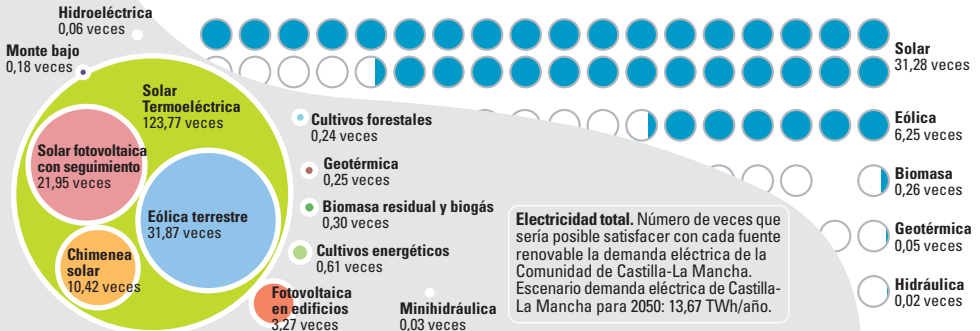 Hidroeléctrica
0,06 veces
Monte bajo
0,18 veces
Solar
Termoeléctrica
123,77 veces
Solar fotovoltaica
con seguimiento
21,95 veces
Eólica terrestre
31,87 veces
Chimenea
solar
10,42 veces
Cultivos forestales
0,24 veces
Geotérmica
0,25 veces
Biomasa residual y biogás
0,30 veces
Cultivos energéticos
0,61 veces
Fotovoltaica
en edificios
3,27 veces
Minihidráulica
0,03 veces
Electricidad total. Número de veces que
sería posible satisfacer con cada fuente
renovable la demanda eléctrica de la
Comunidad de Castilla-La Mancha.
Escenario demanda eléctrica de Castilla-
La Mancha para 2050: 13,67 TWh/año.
Solar
31,28 veces
Eólica
6,25 veces
Biomasa
0,26 veces
Geotérmica
0,05 veces
Hidráulica
0,02 veces